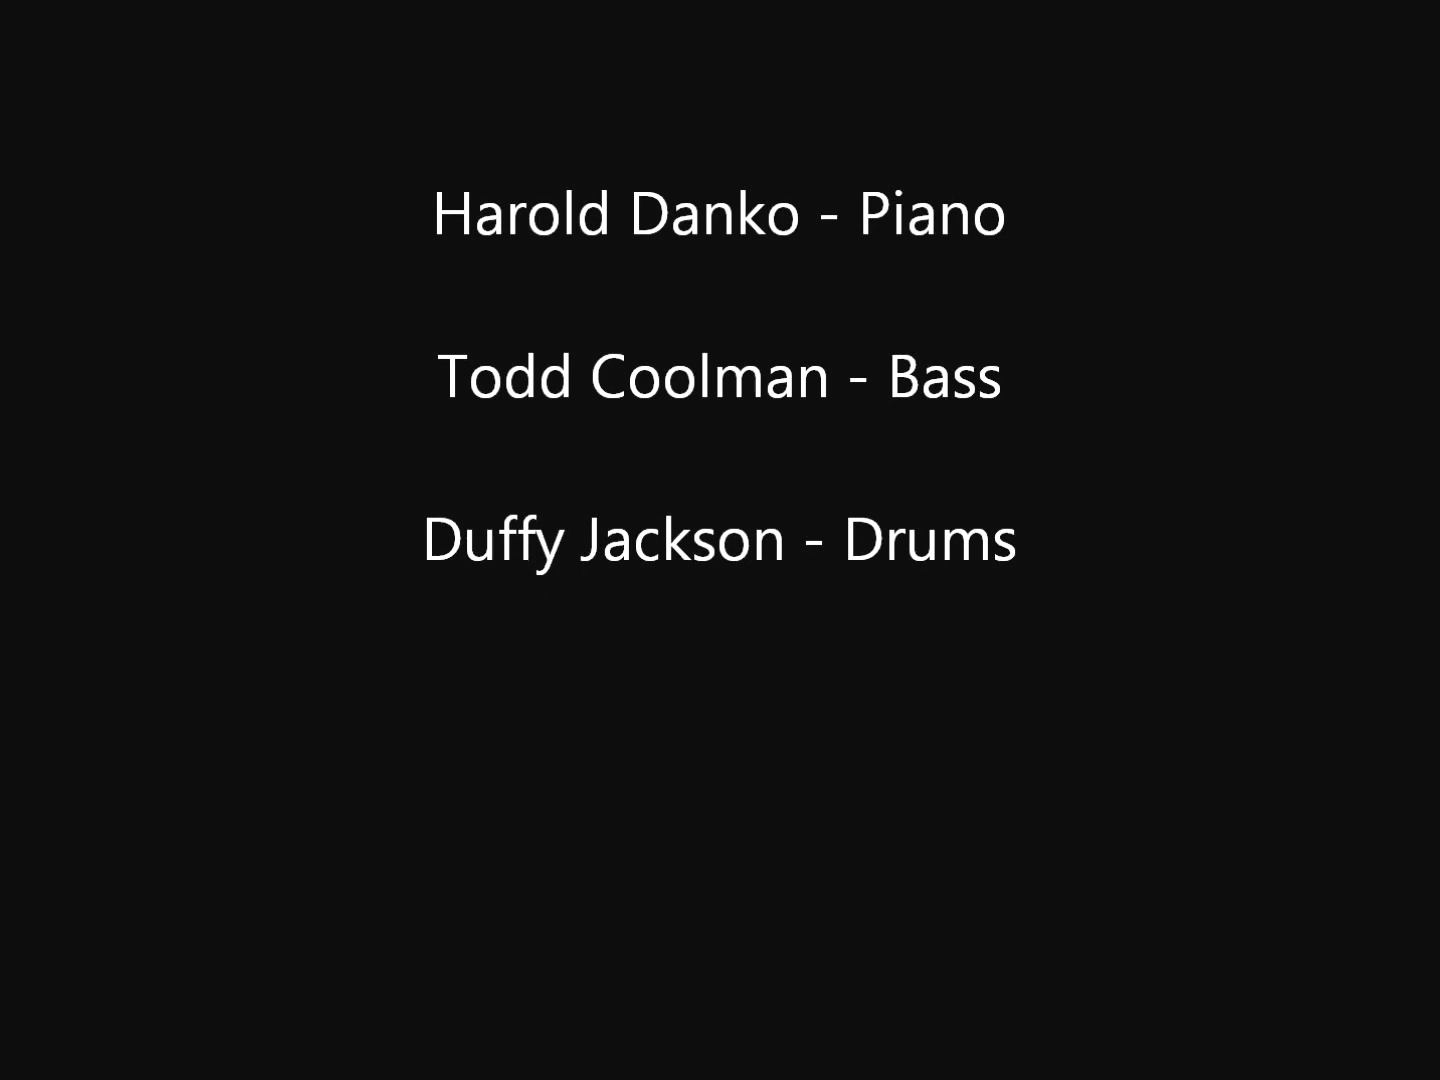 Harold Danko - Piano
Todd Coolman - Bass
Duffy Jackson - Drums